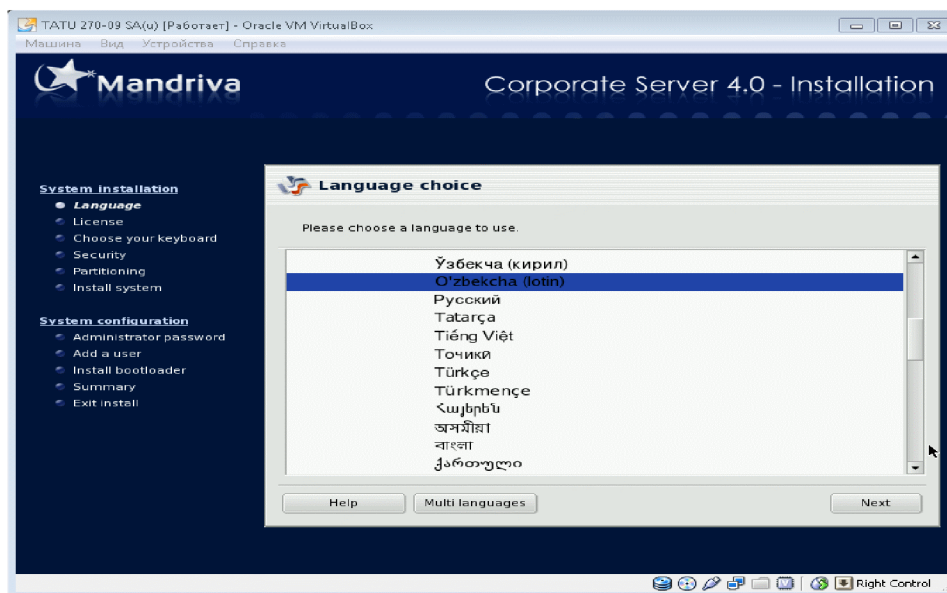 TATU 270-09 SA(u) [Работает] - Oracle VM VirtualBox
Машина Вид Устройства Справка
Mandriva
Corporate Server 4.0 - Installation
System installation
Language
License
Choose your keyboard
Security
Partitioning
Install system
System configuration
Administrator password
Add a user
Install bootloader
Summary
Exit install
Language choice
Please choose a language to use.
Ўзбекча (кирил)
O'zbekcha (lotin)
Русский
Tatarça
Tiếng Việt
Точикӣ
Türkçe
Türkmençe
Հայերեն
অসমীয়া
বাংলা
ქართული
Help
Multi languages
Next
Right Control